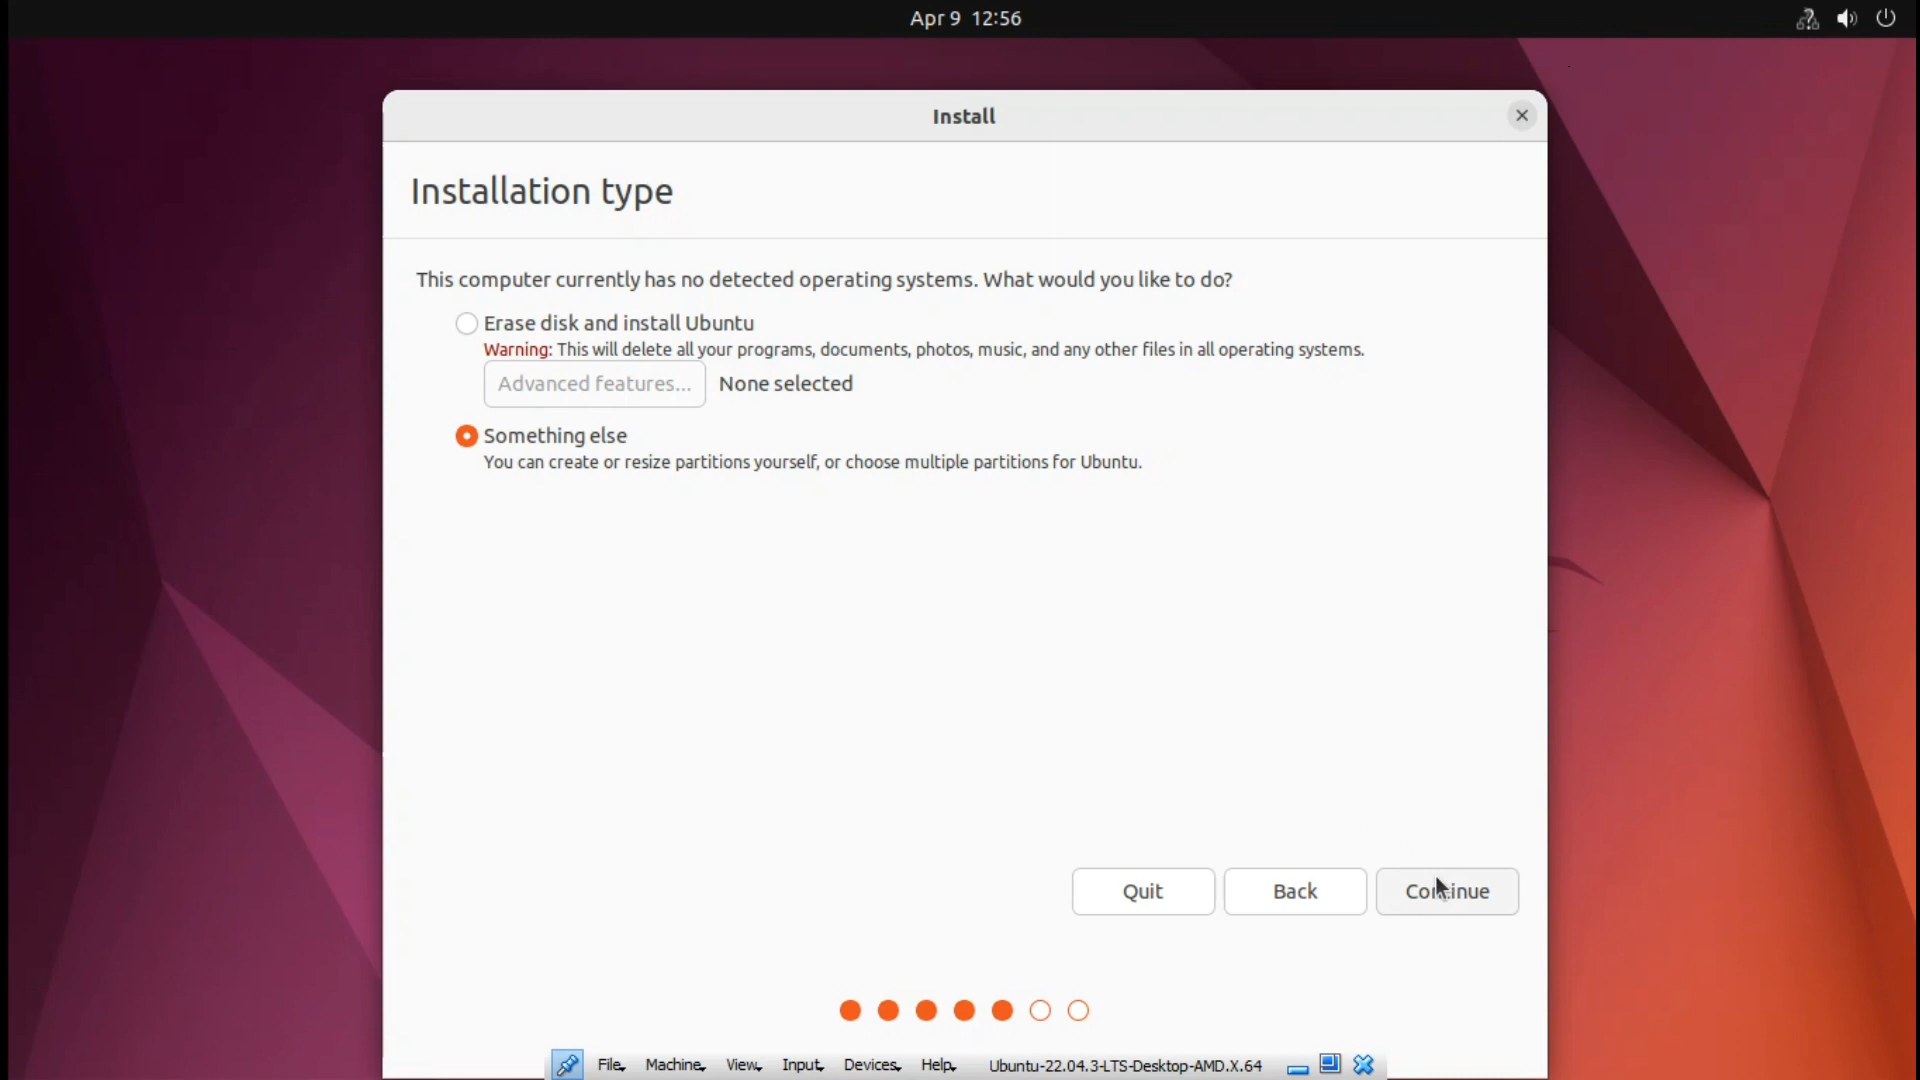 Apr 9 12:56
Install
Installation type
This computer currently has no detected operating systems. What would you like to do?
Erase disk and install Ubuntu
Warning: This will delete all your programs, documents, photos, music, and any other files in all operating systems.
Advanced features... None selected
Something else
You can create or resize partitions yourself, or choose multiple partitions for Ubuntu.
Quit Back Continue
File Machine View Input Devices Help Ubuntu-22.04.3-LTS-Desktop-AMD.X.64